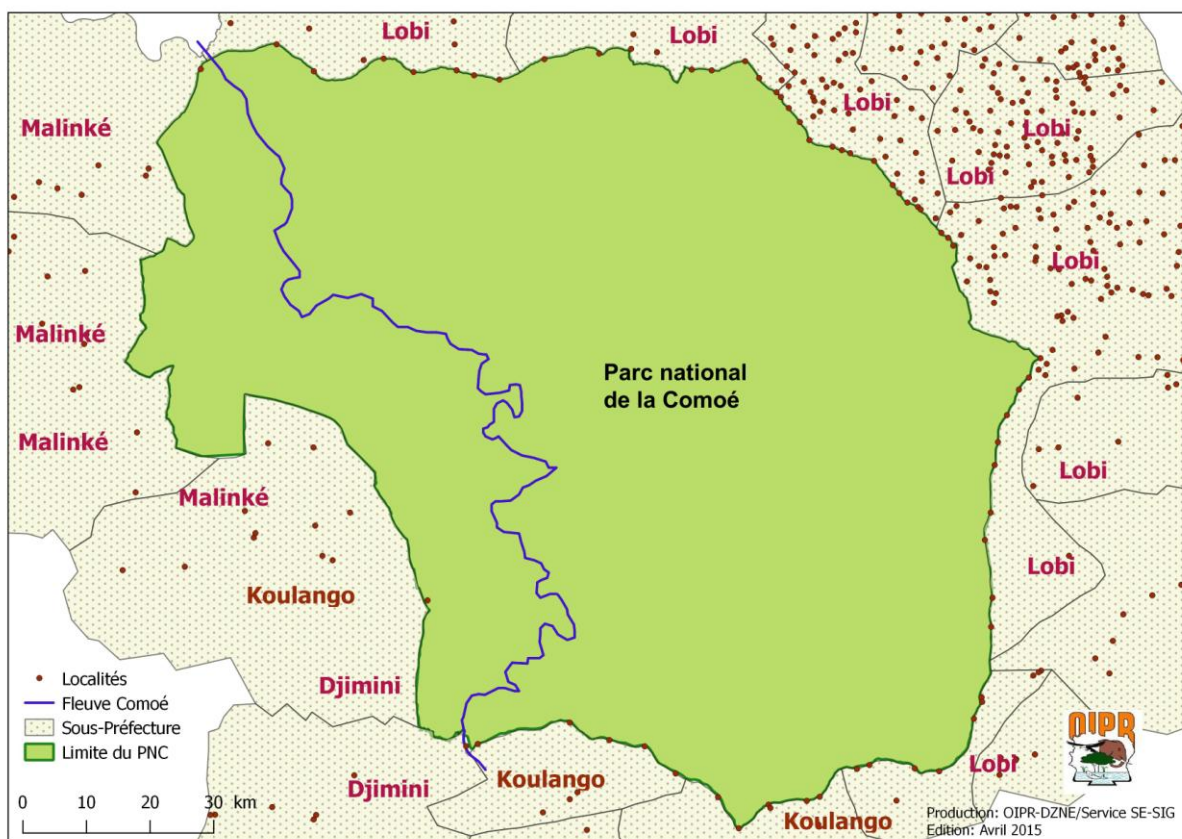 Lobi
Lobi
Lobi
Malinké
Lobi
Lobi
Lobi
Malinké
Parc national
de la Comoé
Malinké
Lobi
Malinké
Lobi
Koulango
Djimini
Localités
Fleuve Comoé
Sous-Préfecture
Limite du PNC
OIPR
Lobi
Koulango
Djimini
0 10 20 30 km
Koulango
Production: OIPR-DZNE/Service SE-SIG
Edition: Avril 2015